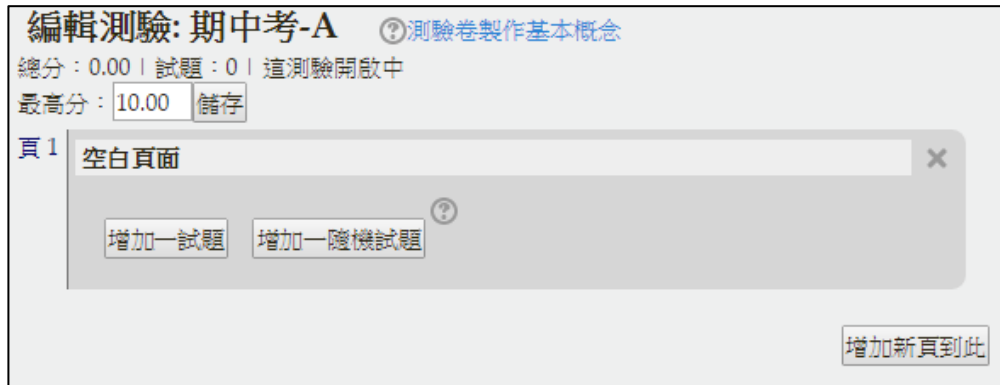 編輯測驗: 期中考-A ?測驗卷製作基本概念
總分：0.00 | 試題：0 | 這測驗開啟中
最高分：10.00 儲存
頁 1 空白頁面 ×
增加一試題 增加一隨機試題 ?
增加新頁到此